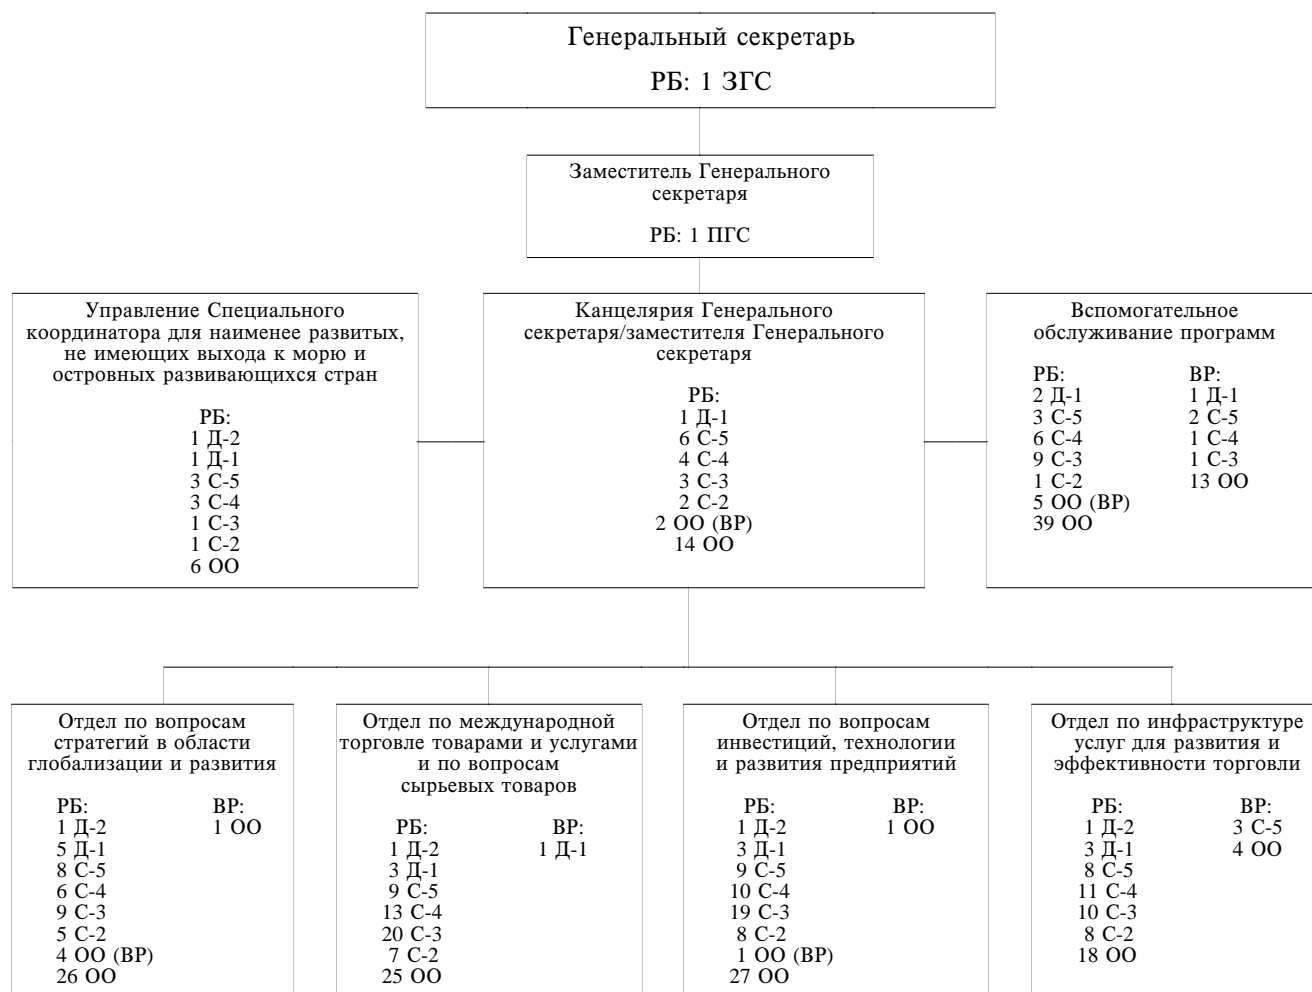 Генеральный секретарь
РБ: 1 ЗГС
Заместитель Генерального
секретаря
РБ: 1 ПГС
Управление Специального
координатора для наименее развитых,
не имеющих выхода к морю и
островных развивающихся стран
РБ:
1 Д-2
1 Д-1
3 С-5
3 С-4
1 С-3
1 С-2
6 ОО
Канцелярия Генерального
секретаря/заместителя Генерального
секретаря
РБ:
1 Д-1
6 С-5
4 С-4
3 С-3
2 С-2
2 ОО (ВР)
14 ОО
Вспомогательное
обслуживание программ
РБ:
2 Д-1
3 С-5
6 С-4
9 С-3
1 С-2
5 ОО (ВР)
39 ОО
ВР:
1 Д-1
2 С-5
1 С-4
1 С-3
13 ОО
Отдел по вопросам
стратегий в области
глобализации и развития
РБ:
1 Д-2
5 Д-1
8 С-5
6 С-4
9 С-3
5 С-2
4 ОО (ВР)
26 ОО
ВР:
1 ОО
Отдел по международной
торговле товарами и услугами
и по вопросам
сырьевых товаров
РБ:
1 Д-2
3 Д-1
9 С-5
13 С-4
20 С-3
7 С-2
25 ОО
ВР:
1 Д-1
Отдел по вопросам
инвестиций, технологии
и развития предприятий
РБ:
1 Д-2
3 Д-1
9 С-5
10 С-4
19 С-3
8 С-2
1 ОО (ВР)
27 ОО
ВР:
1 ОО
Отдел по инфраструктуре
услуг для развития и
эффективности торговли
РБ:
1 Д-2
3 Д-1
8 С-5
11 С-4
10 С-3
8 С-2
18 ОО
ВР:
3 С-5
4 ОО